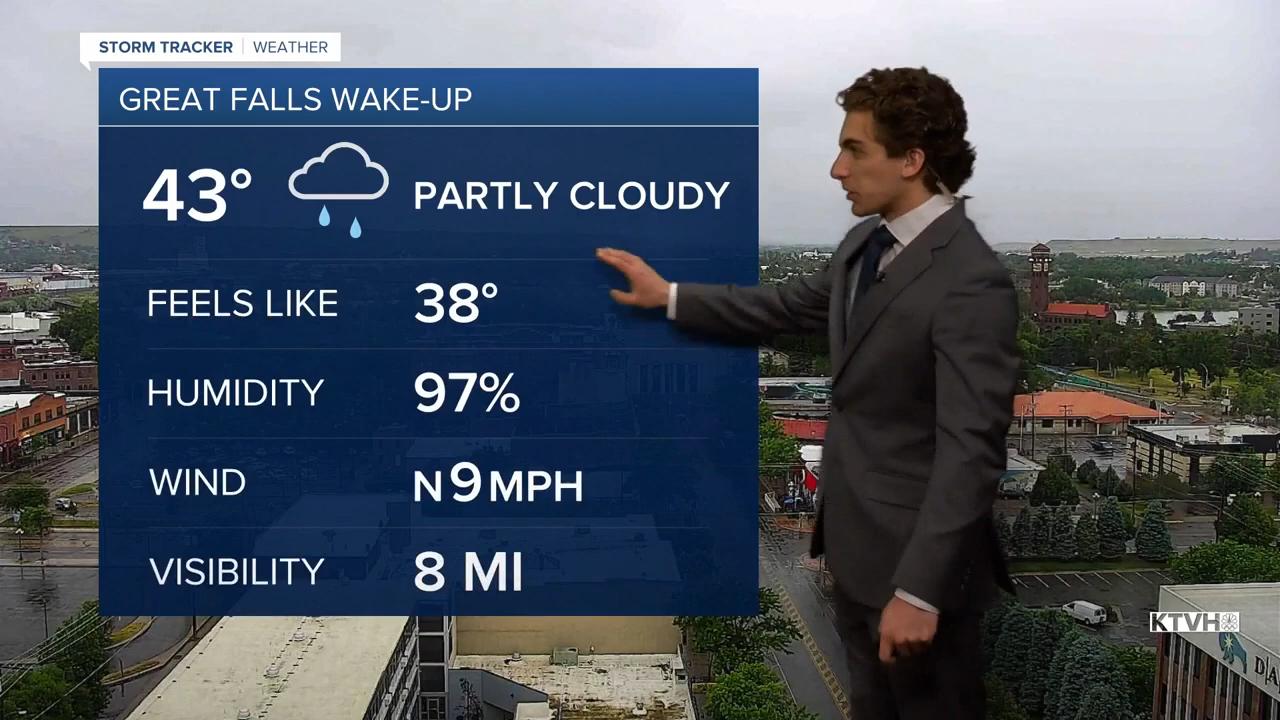 STORM TRACKER | WEATHER
GREAT FALLS WAKE-UP
43° PARTLY CLOUDY
FEELS LIKE 38°
HUMIDITY 97%
WIND N 9 MPH
VISIBILITY 8 MI
KTVH